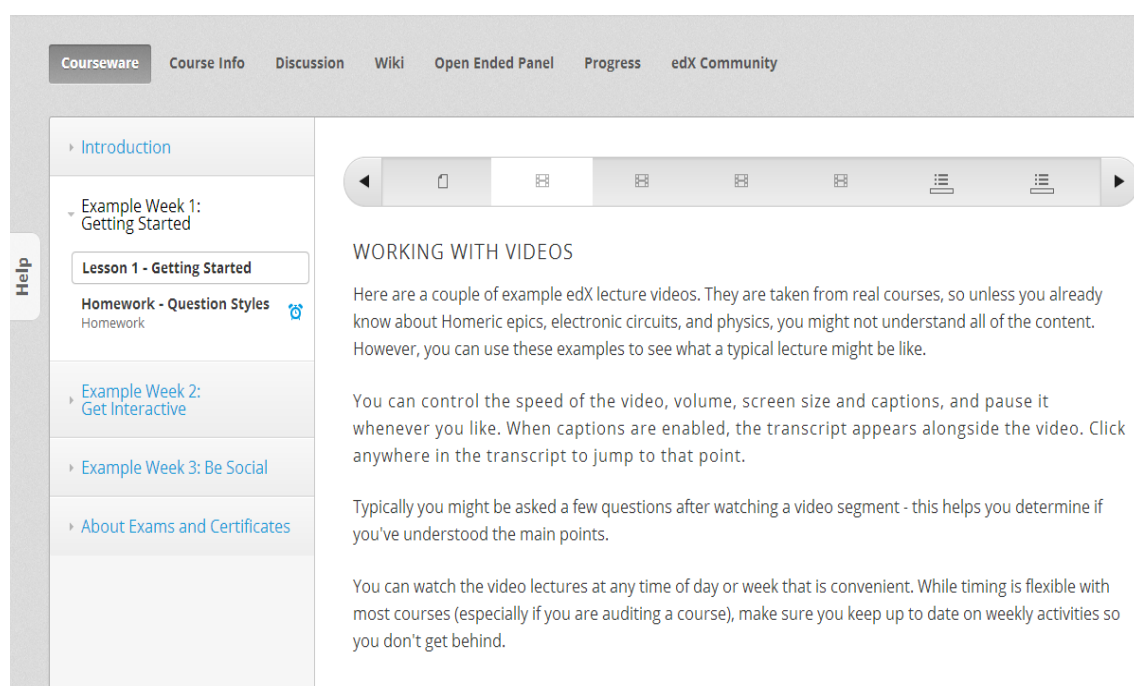 Courseware Course Info Discussion Wiki Open Ended Panel Progress edX Community
Help
Introduction
Example Week 1:
Getting Started
Lesson 1 - Getting Started
Homework - Question Styles
Homework
Example Week 2:
Get Interactive
Example Week 3: Be Social
About Exams and Certificates
WORKING WITH VIDEOS
Here are a couple of example edX lecture videos. They are taken from real courses, so unless you already
know about Homeric epics, electronic circuits, and physics, you might not understand all of the content.
However, you can use these examples to see what a typical lecture might be like.
You can control the speed of the video, volume, screen size and captions, and pause it
whenever you like. When captions are enabled, the transcript appears alongside the video. Click
anywhere in the transcript to jump to that point.
Typically you might be asked a few questions after watching a video segment - this helps you determine if
you've understood the main points.
You can watch the video lectures at any time of day or week that is convenient. While timing is flexible with
most courses (especially if you are auditing a course), make sure you keep up to date on weekly activities so
you don't get behind.